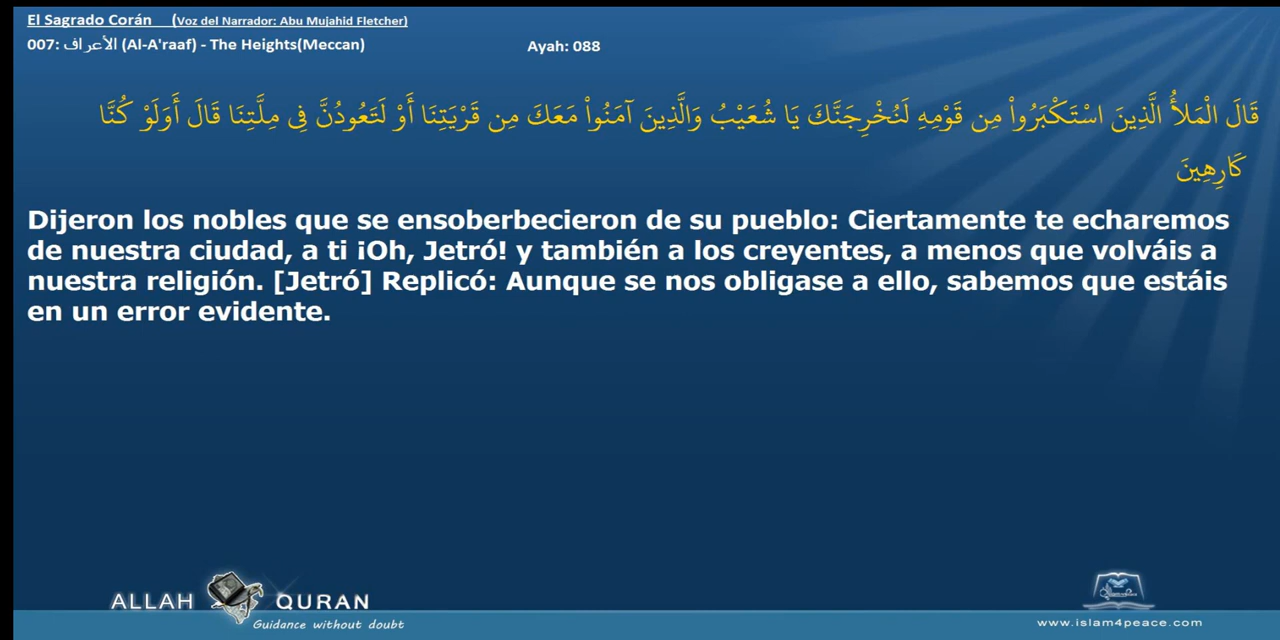 El Sagrado Corán (Voz del Narrador: Abu Mujahid Fletcher)
007: الأعراف (Al-A'raaf) - The Heights(Meccan) Ayah: 088
قَالَ الْمَلأُ الَّذِينَ اسْتَكْبَرُواْ مِن قَوْمِهِ لَنُخْرِجَنَّكَ يَا شُعَيْبُ وَالَّذِينَ آمَنُواْ مَعَكَ مِن قَرْيَتِنَا أَوْ لَتَعُودُنَّ فِي مِلَّتِنَا قَالَ أَوَلَوْ كُنَّا
كَارِهِينَ
Dijeron los nobles que se ensoberbecieron de su pueblo: Ciertamente te echaremos
de nuestra ciudad, a ti ¡Oh, Jetró! y también a los creyentes, a menos que volváis a
nuestra religión. [Jetró] Replicó: Aunque se nos obligase a ello, sabemos que estáis
en un error evidente.
ALLAH QURAN
Guidance without doubt
www.islam4peace.com